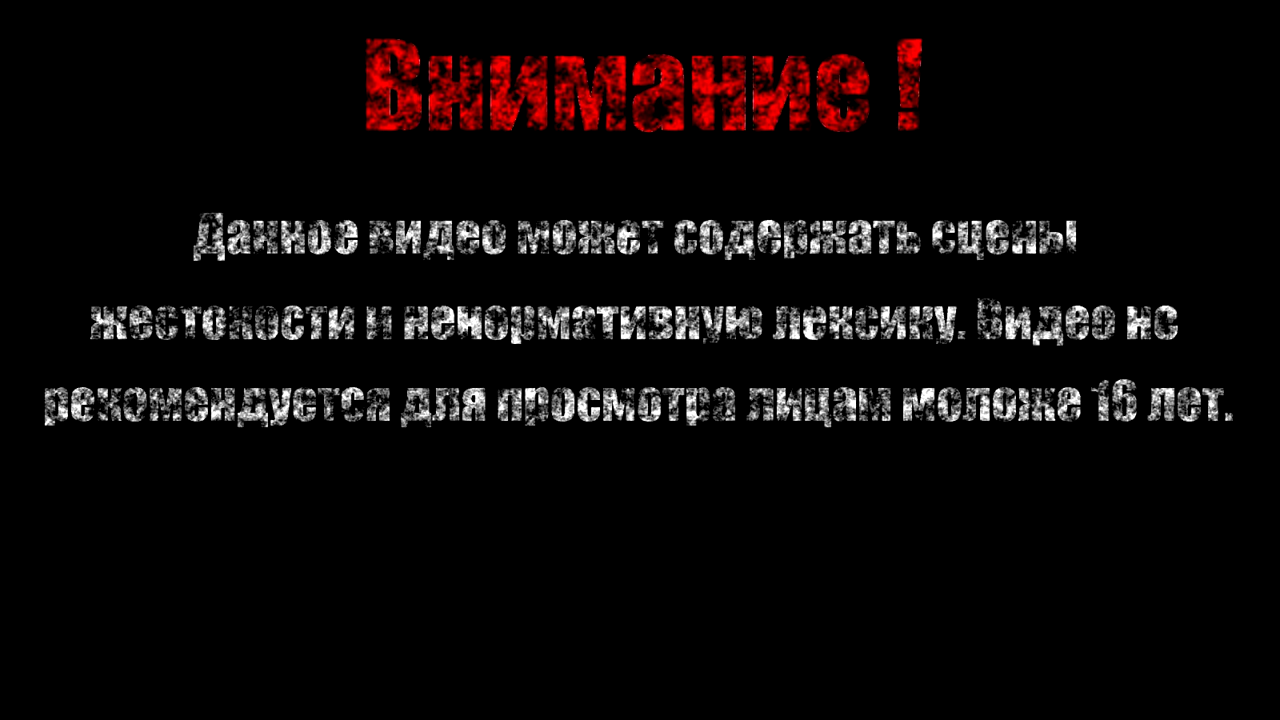 Внимание !
Данное видео может содержать сцены
жестокости и ненормативную лексику. Видео не
рекомендуется для просмотра лицам моложе 16 лет.